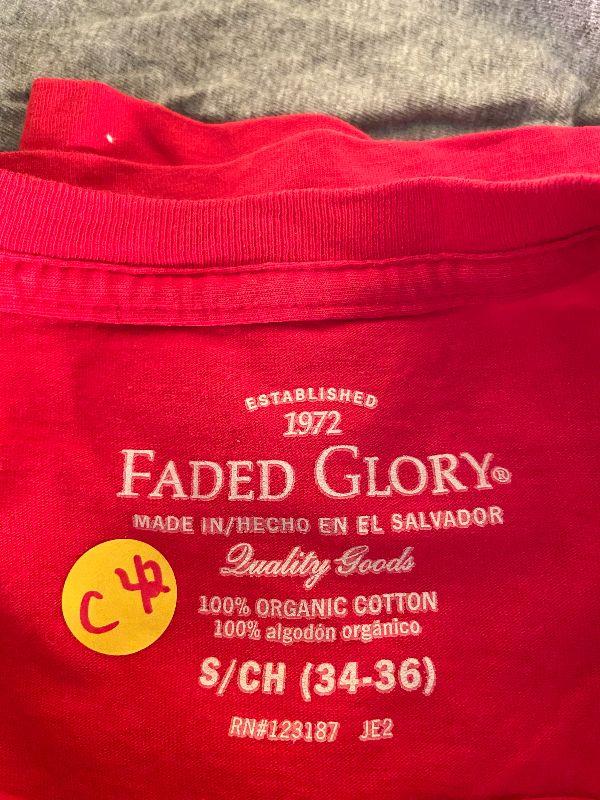 ESTABLISHED
1972
FADED GLORY®
MADE IN/HECHO EN EL SALVADOR
Quality Goods
100% ORGANIC COTTON
100% algodón orgánico
S/CH (34-36)
RN#123187 JE2
C 42